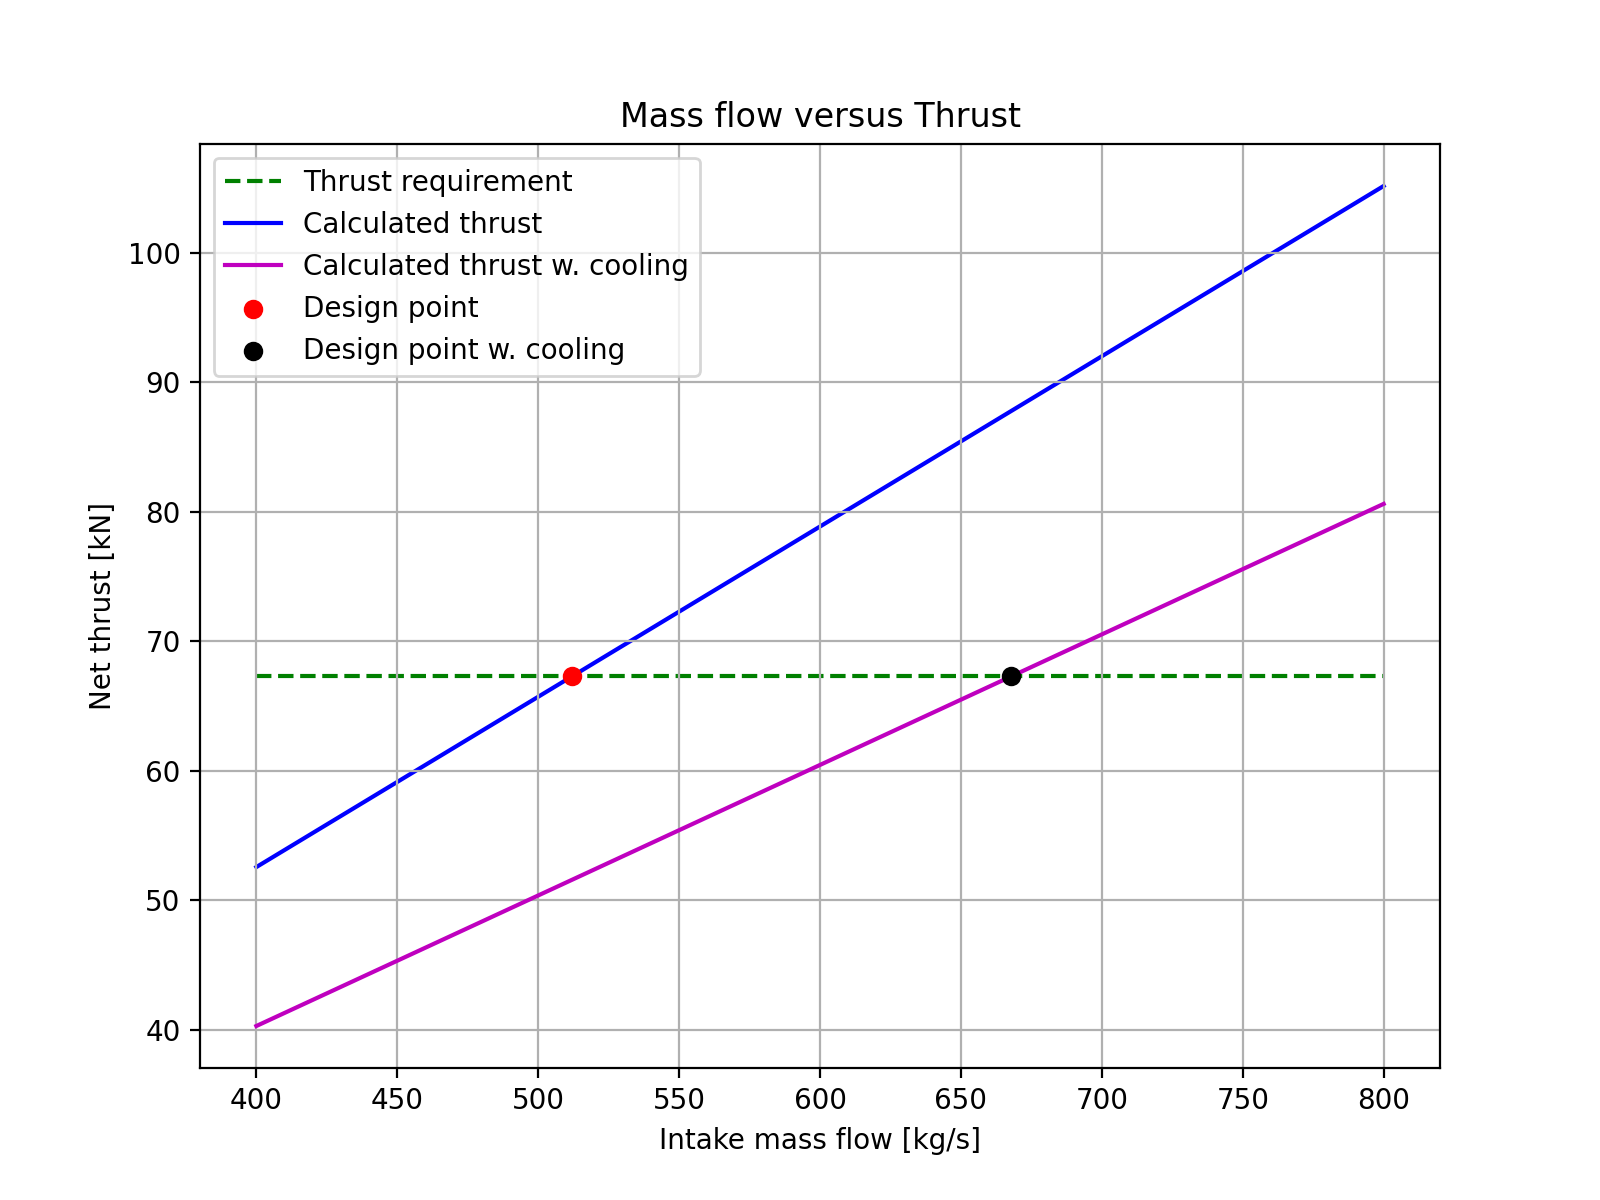 Mass flow versus Thrust
Thrust requirement
Calculated thrust
Calculated thrust w. cooling
Design point
Design point w. cooling
100
90
80
70
60
50
40
Net thrust [kN]
400 450 500 550 600 650 700 750 800
Intake mass flow [kg/s]